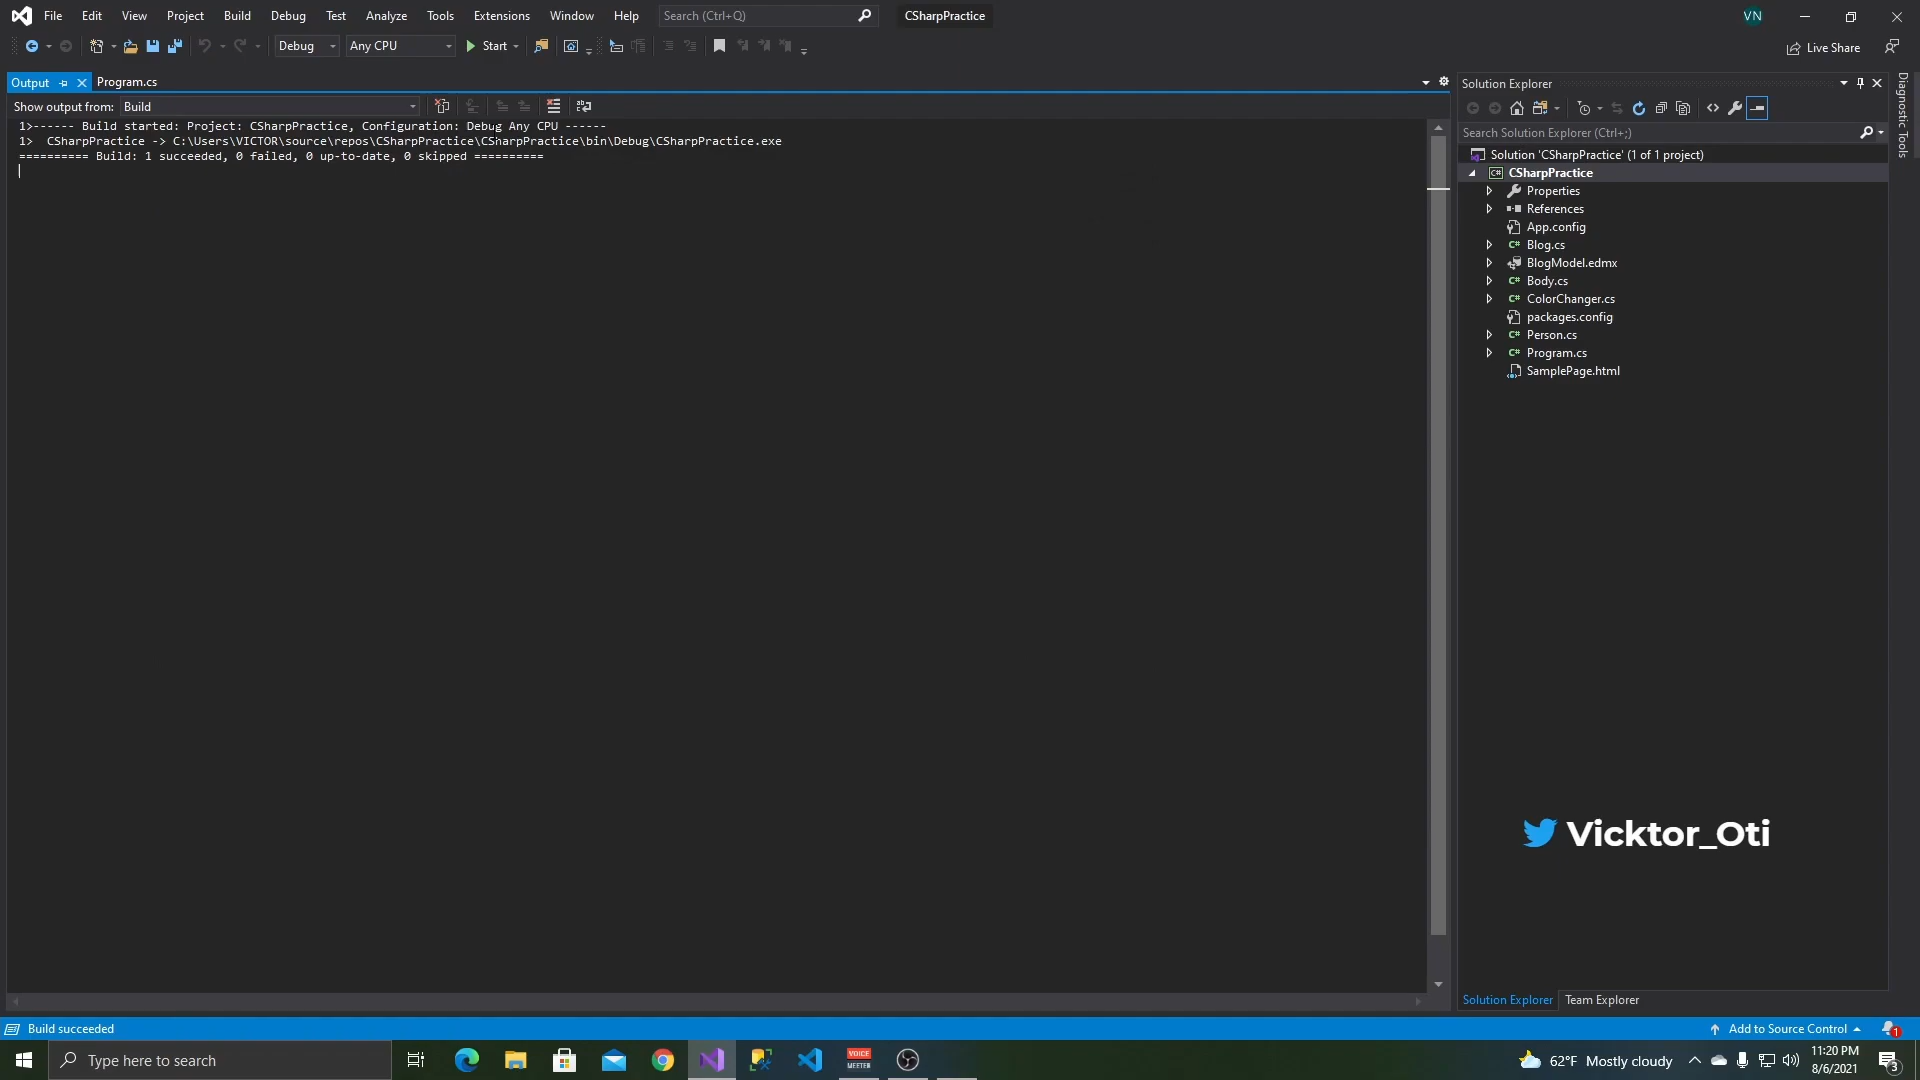 File Edit View Project Build Debug Test Analyze Tools Extensions Window Help Search (Ctrl+Q) CSharpPractice VN
Debug Any CPU Start Live Share
Output Program.cs
Show output from: Build
1>------ Build started: Project: CSharpPractice, Configuration: Debug Any CPU ------
1>  CSharpPractice -> C:\Users\VICTOR\source\repos\CSharpPractice\CSharpPractice\bin\Debug\CSharpPractice.exe
========== Build: 1 succeeded, 0 failed, 0 up-to-date, 0 skipped ==========
Solution Explorer
Search Solution Explorer (Ctrl+;)
Solution 'CSharpPractice' (1 of 1 project)
C# CSharpPractice
Properties
References
App.config
C# Blog.cs
BlogModel.edmx
C# Body.cs
C# ColorChanger.cs
packages.config
C# Person.cs
C# Program.cs
SamplePage.html
Diagnostic Tools
Vicktor_Oti
Solution Explorer Team Explorer
Build succeeded
Add to Source Control 1
Type here to search
VOICE
MEETER
62°F Mostly cloudy
11:20 PM
8/6/2021
3